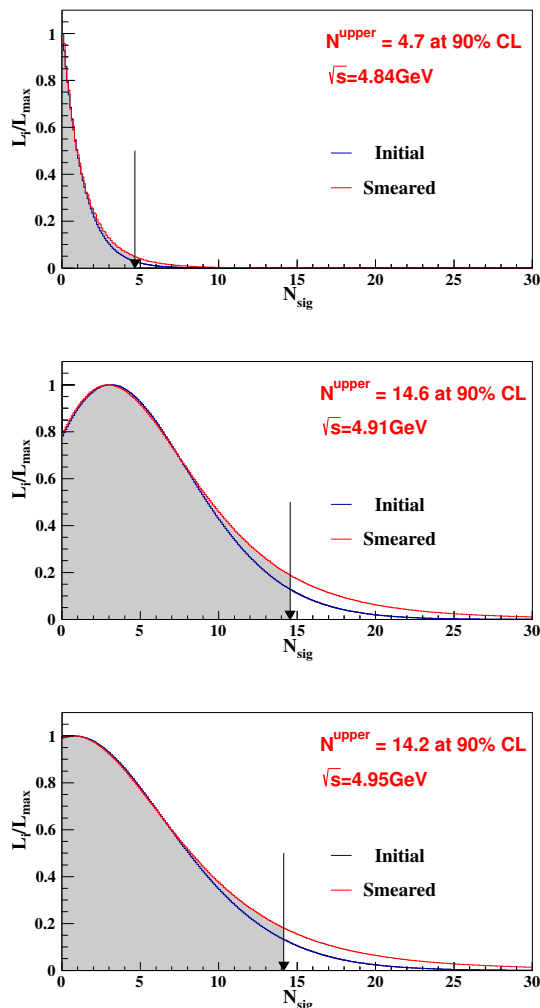 N^upper = 4.7 at 90% CL
√s=4.84GeV
Initial
Smeared
L_i/L_max
1
0.8
0.6
0.4
0.2
0
0 5 10 15 20 25 30
N_sig
N^upper = 14.6 at 90% CL
√s=4.91GeV
Initial
Smeared
L_i/L_max
1
0.8
0.6
0.4
0.2
0
0 5 10 15 20 25 30
N_sig
N^upper = 14.2 at 90% CL
√s=4.95GeV
Initial
Smeared
L_i/L_max
1
0.8
0.6
0.4
0.2
0
0 5 10 15 20 25 30
N_sig